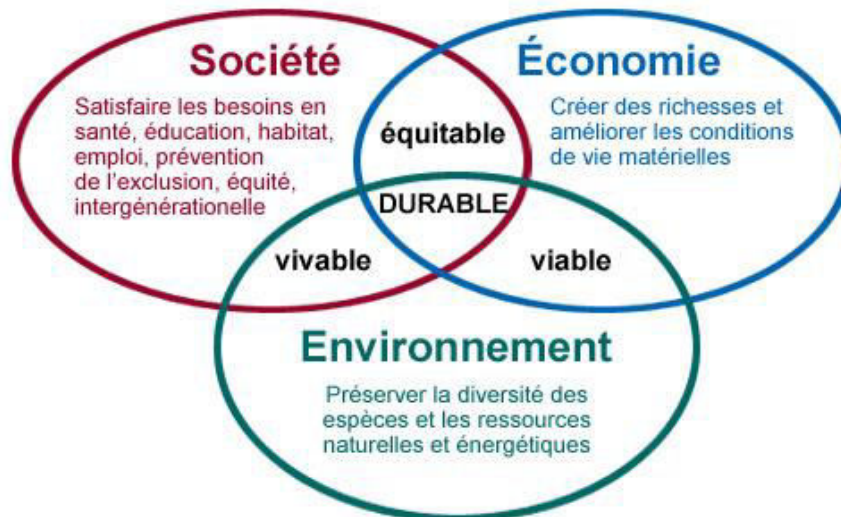 Société
Satisfaire les besoins en
santé, éducation, habitat,
emploi, prévention
de l'exclusion, équité,
intergénérationelle
Économie
Créer des richesses et
améliorer les conditions
de vie matérielles
équitable
DURABLE
vivable
viable
Environnement
Préserver la diversité des
espèces et les ressources
naturelles et énergétiques